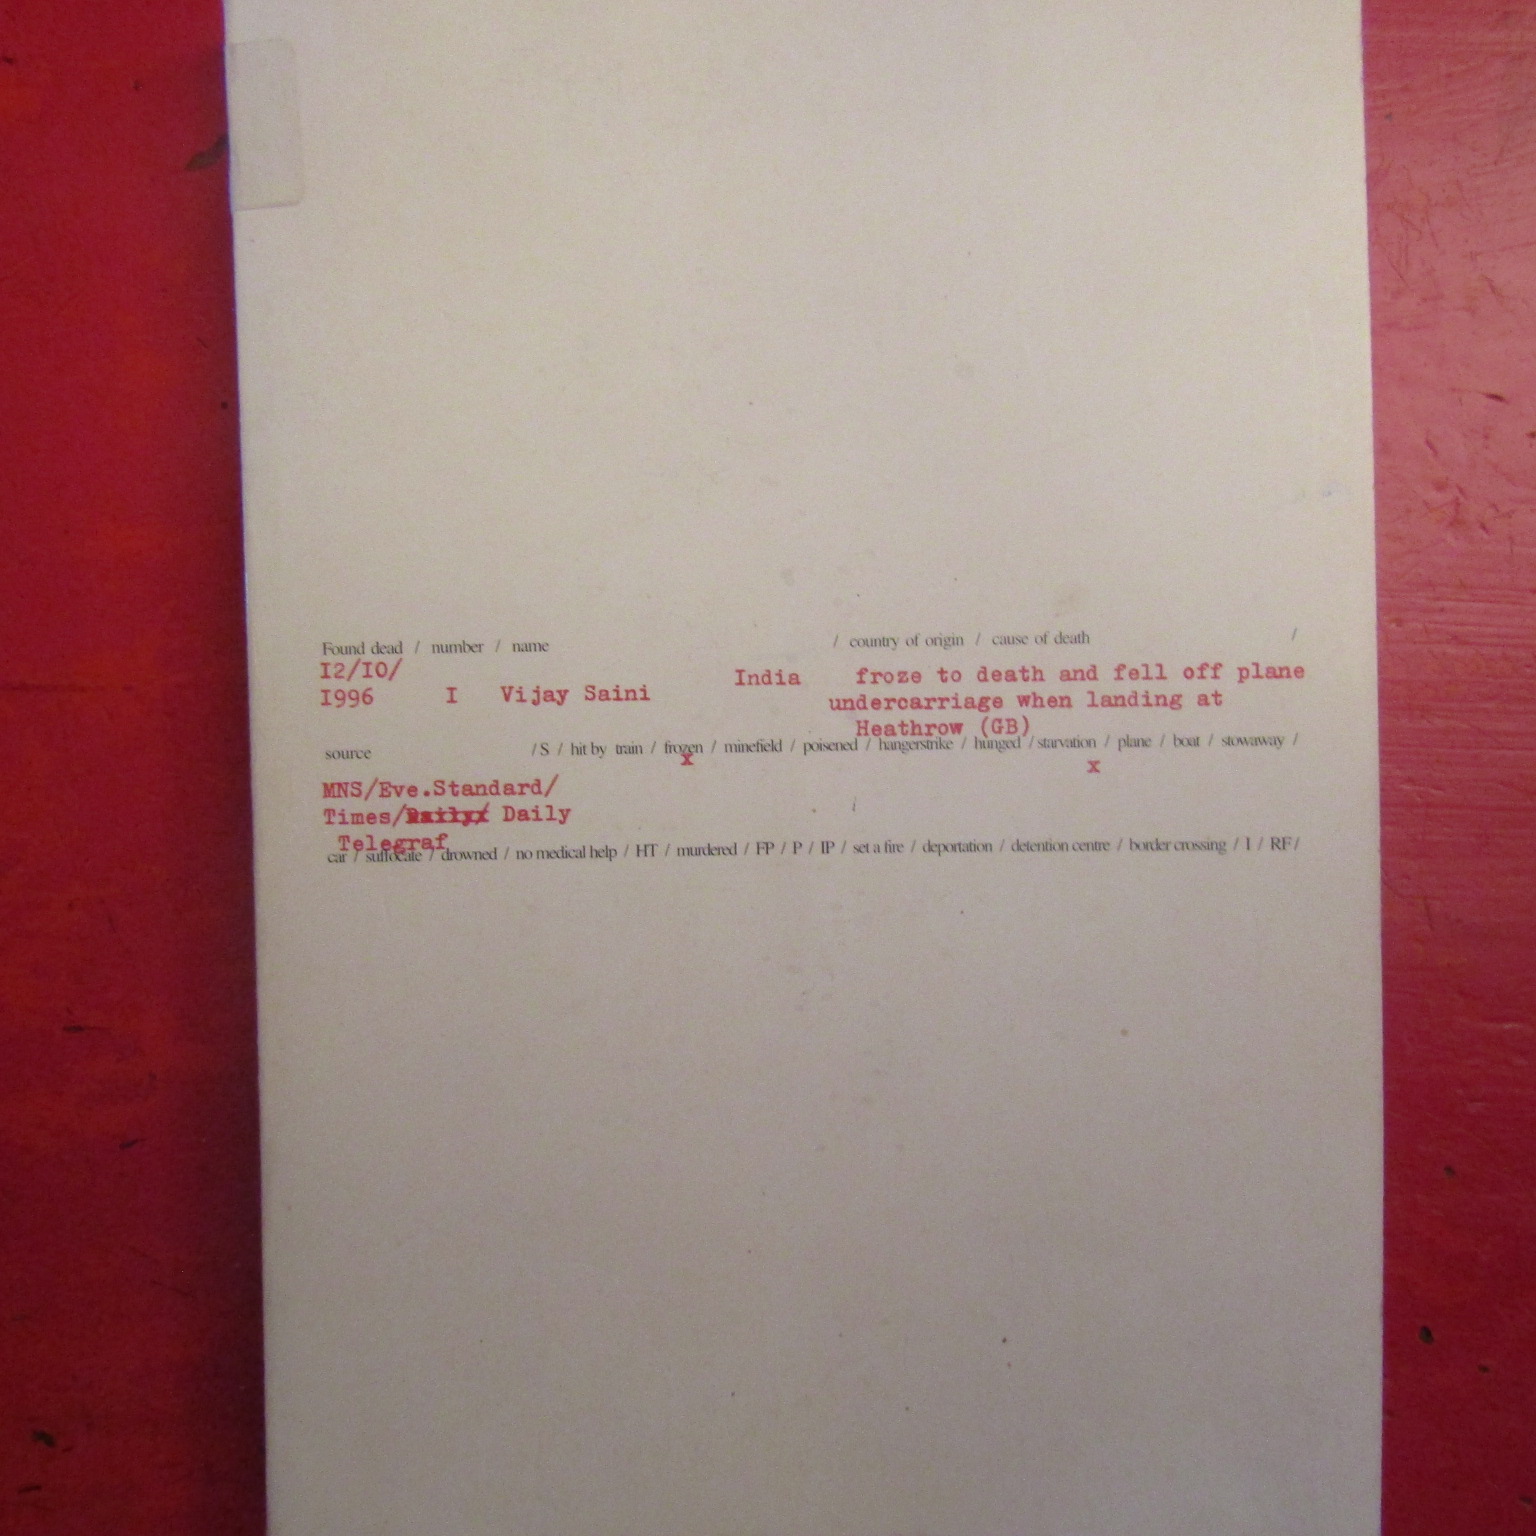 Found dead / number / name / country of origin / cause of death /
I2/IO/
I996 I Vijay Saini India froze to death and fell off plane
undercarriage when landing at
Heathrow (GB)
source / S / hit by train / frozen / minefield / poisened / hangerstrike / hunged / starvation / plane / boat / stowaway /
x x
MNS/Eve.Standard/
Times/ Daily
Telegraf
car / suffocate / drowned / no medical help / HT / murdered / FP / P / IP / set a fire / deportation / detention centre / border crossing / I / RF /